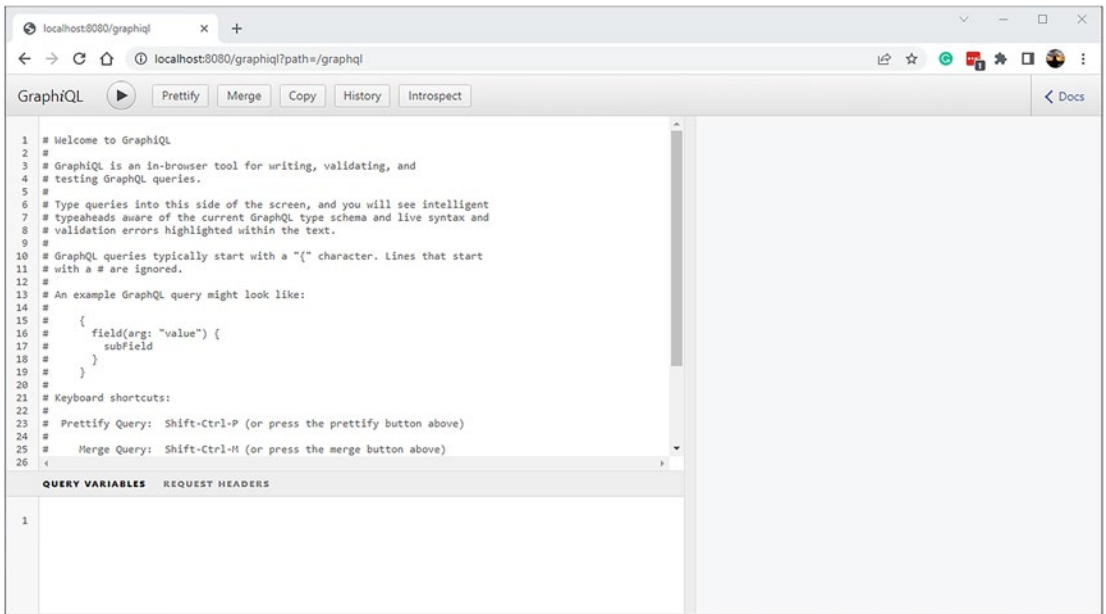 localhost:8080/graphiql
localhost:8080/graphiql?path=/graphql
1
GraphiQL Prettify Merge Copy History Introspect Docs
1 # Welcome to GraphiQL
2 #
3 # GraphiQL is an in-browser tool for writing, validating, and
4 # testing GraphQL queries.
5 #
6 # Type queries into this side of the screen, and you will see intelligent
7 # typeaheads aware of the current GraphQL type schema and live syntax and
8 # validation errors highlighted within the text.
9 #
10 # GraphQL queries typically start with a "{" character. Lines that start
11 # with a # are ignored.
12 #
13 # An example GraphQL query might look like:
14 #
15 #     {
16 #       field(arg: "value") {
17 #         subField
18 #       }
19 #     }
20 #
21 # Keyboard shortcuts:
22 #
23 #  Prettify Query:  Shift-Ctrl-P (or press the prettify button above)
24 #
25 #     Merge Query:  Shift-Ctrl-M (or press the merge button above)
26
QUERY VARIABLES REQUEST HEADERS
1